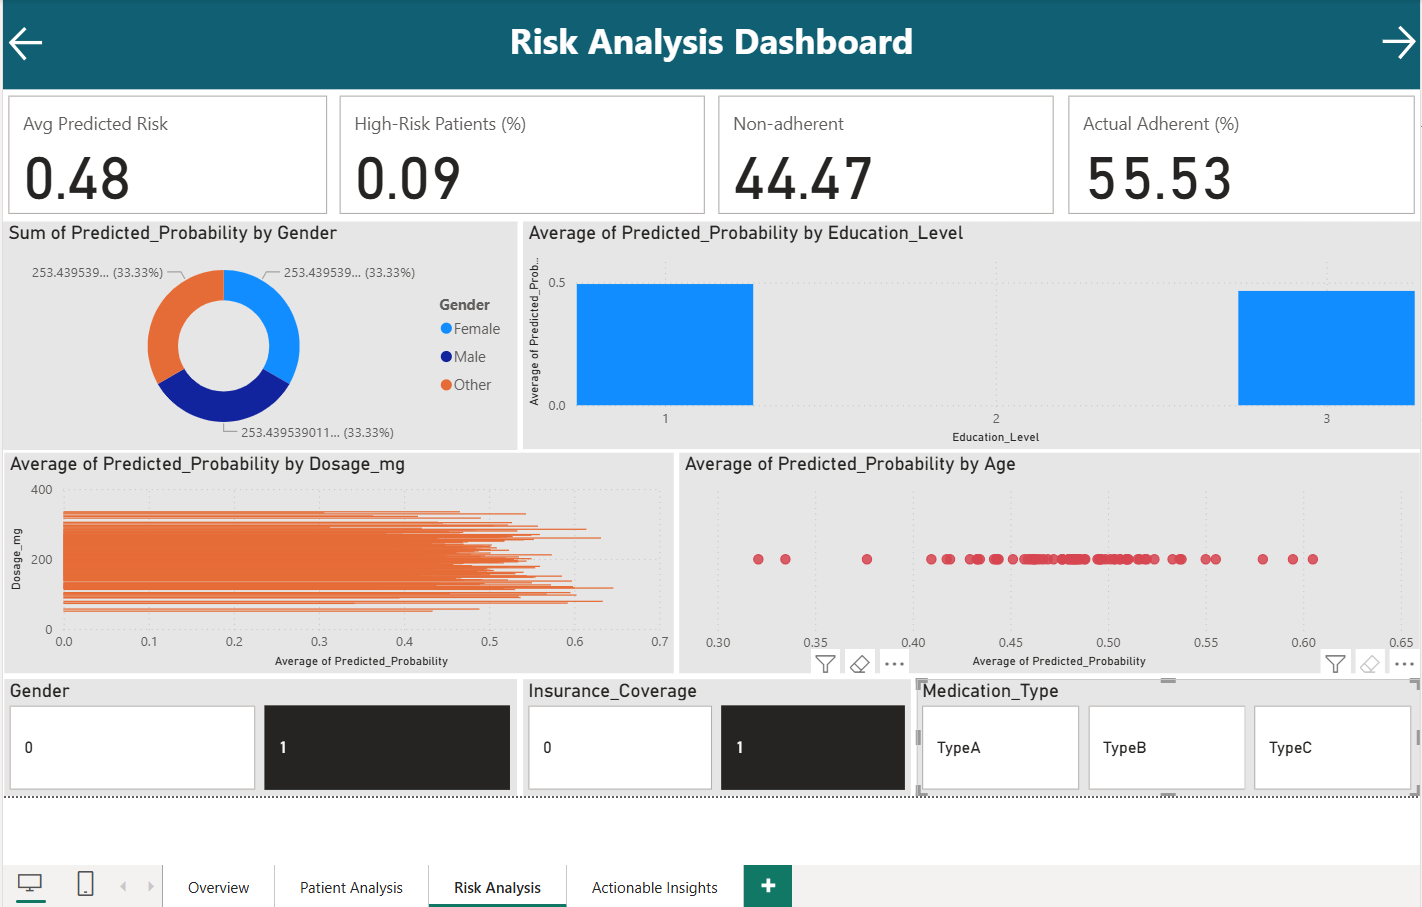 Risk Analysis Dashboard
Avg Predicted Risk
0.48
High-Risk Patients (%)
0.09
Non-adherent
44.47
Actual Adherent (%)
55.53
Sum of Predicted_Probability by Gender
253.439539... (33.33%)
253.439539... (33.33%)
253.439539011... (33.33%)
Gender
Female
Male
Other
Average of Predicted_Probability by Education_Level
Average of Predicted_Prob...
0.5
0.0
1
2
3
Education_Level
Average of Predicted_Probability by Dosage_mg
Dosage_mg
400
200
0
0.0
0.1
0.2
0.3
0.4
0.5
0.6
0.7
Average of Predicted_Probability
Average of Predicted_Probability by Age
0.30
0.35
0.40
0.45
0.50
0.55
0.60
0.65
Average of Predicted_Probability
Gender
0
1
Insurance_Coverage
0
1
Medication_Type
TypeA
TypeB
TypeC
Overview
Patient Analysis
Risk Analysis
Actionable Insights